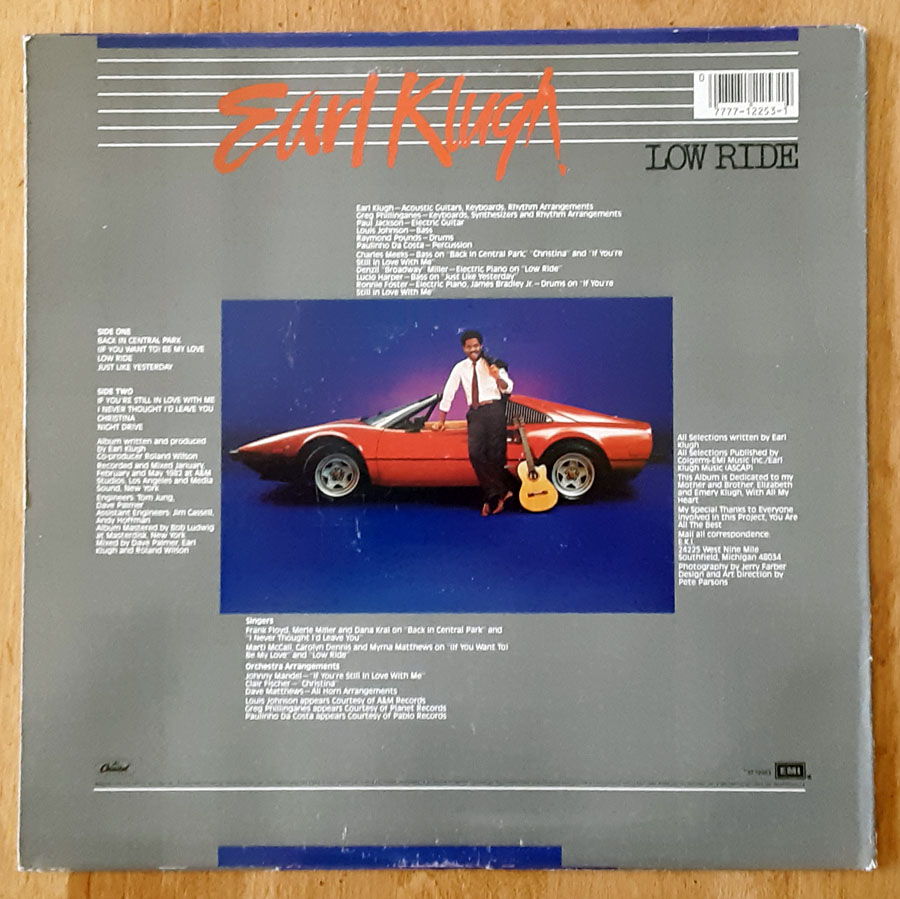 Earl Klugh
0
7777-12253-1
LOW RIDE
Earl Klugh—Acoustic Guitars, Keyboards, Rhythm Arrangements
Greg Phillinganes—Keyboards, Synthesizers and Rhythm Arrangements
Paul Jackson—Electric Guitar
Louis Johnson—Bass
Raymond Pounds—Drums
Paulinho Da Costa—Percussion
Charles Meeks—Bass on "Back In Central Park," "Christina" and "If You're
Still In Love With Me"
Denzil "Broadway" Miller—Electric Piano on "Low Ride"
Lucio Harper—Bass on "Just Like Yesterday"
Ronnie Foster—Electric Piano, James Bradley Jr.—Drums on "If You're
Still In Love With Me"
SIDE ONE
BACK IN CENTRAL PARK
(IF YOU WANT TO) BE MY LOVE
LOW RIDE
JUST LIKE YESTERDAY
SIDE TWO
IF YOU'RE STILL IN LOVE WITH ME
I NEVER THOUGHT I'D LEAVE YOU
CHRISTINA
NIGHT DRIVE
Album written and produced
by Earl Klugh
Co-producer Roland Wilson
Recorded and Mixed January,
February and May 1982 at A&M
Studios, Los Angeles and Media
Sound, New York
Engineers: Tom Jung,
Dave Palmer
Assistant Engineers: Jim Cassell,
Andy Hoffman
Album Mastered by Bob Ludwig
at Masterdisk, New York
Mixed by Dave Palmer, Earl
Klugh and Roland Wilson
All Selections written by Earl
Klugh
All Selections Published by
Colgems-EMI Music Inc./Earl
Klugh Music (ASCAP)
This Album is Dedicated to my
Mother and Brother, Elizabeth
and Emery Klugh, With All My
Heart
My Special Thanks to Everyone
Involved In this Project, You Are
All The Best
Mail all correspondence:
E.K.I.
24225 West Nine Mile
Southfield, Michigan 48034
Photography by Jerry Farber
Design and Art Direction by
Pete Parsons
Singers
Frank Floyd, Merle Miller and Dana Kral on "Back in Central Park" and
"I Never Thought I'd Leave You"
Marti McCall, Carolyn Dennis and Myrna Matthews on "(If You Want To)
Be My Love" and "Low Ride"
Orchestra Arrangements
Johnny Mandel—"If You're Still In Love With Me"
Clair Fischer—"Christina"
Dave Matthews—All Horn Arrangements
Louis Johnson appears Courtesy of A&M Records
Greg Phillinganes appears Courtesy of Planet Records
Paulinho Da Costa appears Courtesy of Pablo Records
Capitol
EMI